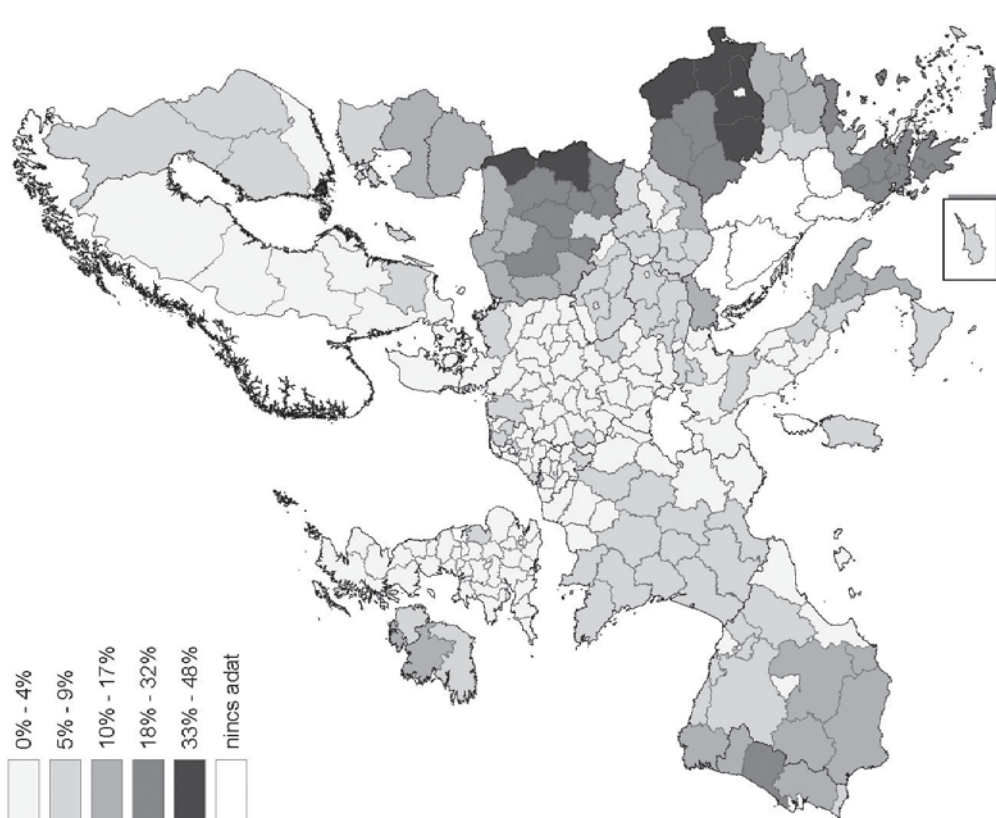 0% - 4%
5% - 9%
10% - 17%
18% - 32%
33% - 48%
nincs adat